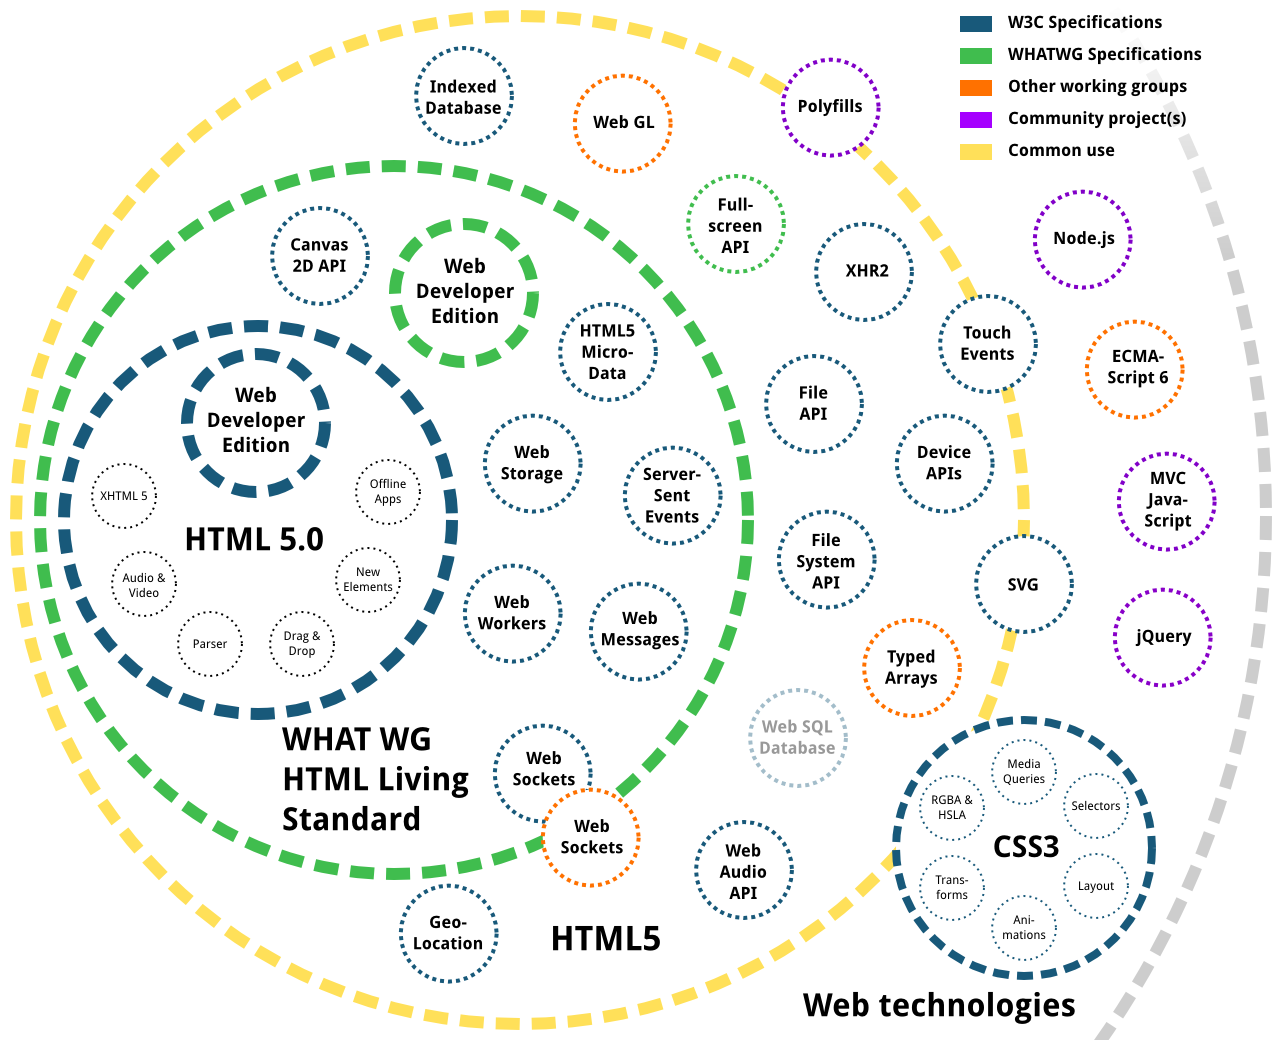 W3C Specifications
WHATWG Specifications
Other working groups
Community project(s)
Common use
Indexed
Database
Web GL
Polyfills
Full-
screen
API
XHR2
Node.js
Canvas
2D API
Web
Developer
Edition
HTML5
Micro-
Data
Touch
Events
ECMA-
Script 6
File
API
Web
Developer
Edition
Web
Storage
Server-
Sent
Events
Device
APIs
MVC
Java-
Script
XHTML 5
Offline
Apps
HTML 5.0
Audio &
Video
New
Elements
Parser
Drag &
Drop
Web
Workers
Web
Messages
File
System
API
SVG
jQuery
Typed
Arrays
Web SQL
Database
WHAT WG
HTML Living
Standard
Web
Sockets
Web
Sockets
Web
Audio
API
Geo-
Location
HTML5
Media
Queries
RGBA &
HSLA
Selectors
CSS3
Trans-
forms
Layout
Ani-
mations
Web technologies